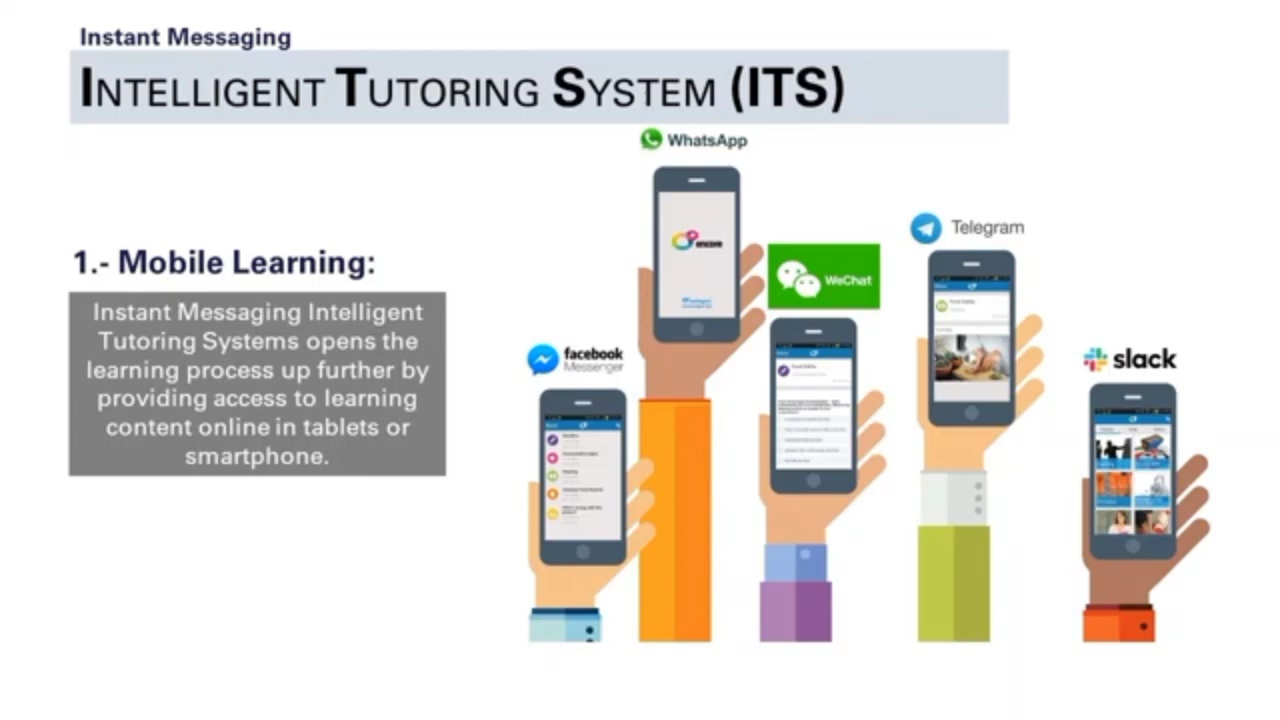 Instant Messaging
INTELLIGENT TUTORING SYSTEM (ITS)
WhatsApp
Telegram
1.- Mobile Learning:
WeChat
Instant Messaging Intelligent
Tutoring Systems opens the
learning process up further by
providing access to learning
content online in tablets or
smartphone.
encore
facebook
Messenger
slack